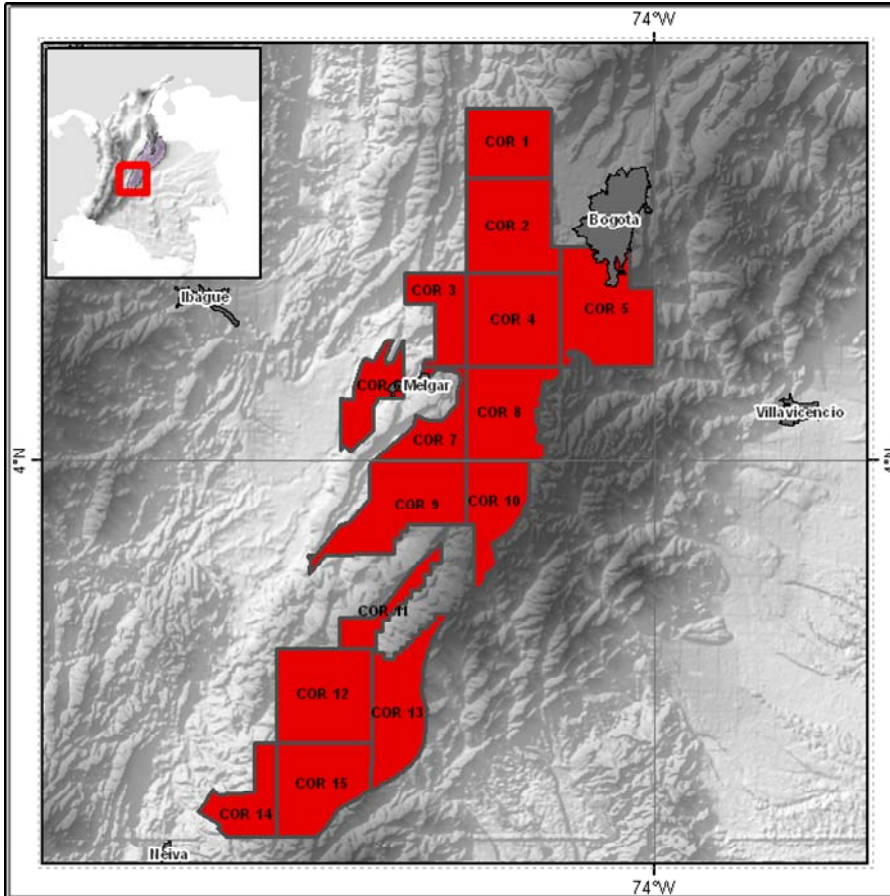 74°W
COR 1
COR 2
Bogota
COR 3
Ibague
COR 4
COR 5
COR 6
Melgar
COR 8
Villavicencio
COR 7
4°N
4°N
COR 9
COR 10
COR 11
COR 12
COR 13
COR 15
COR 14
Neiva
74°W